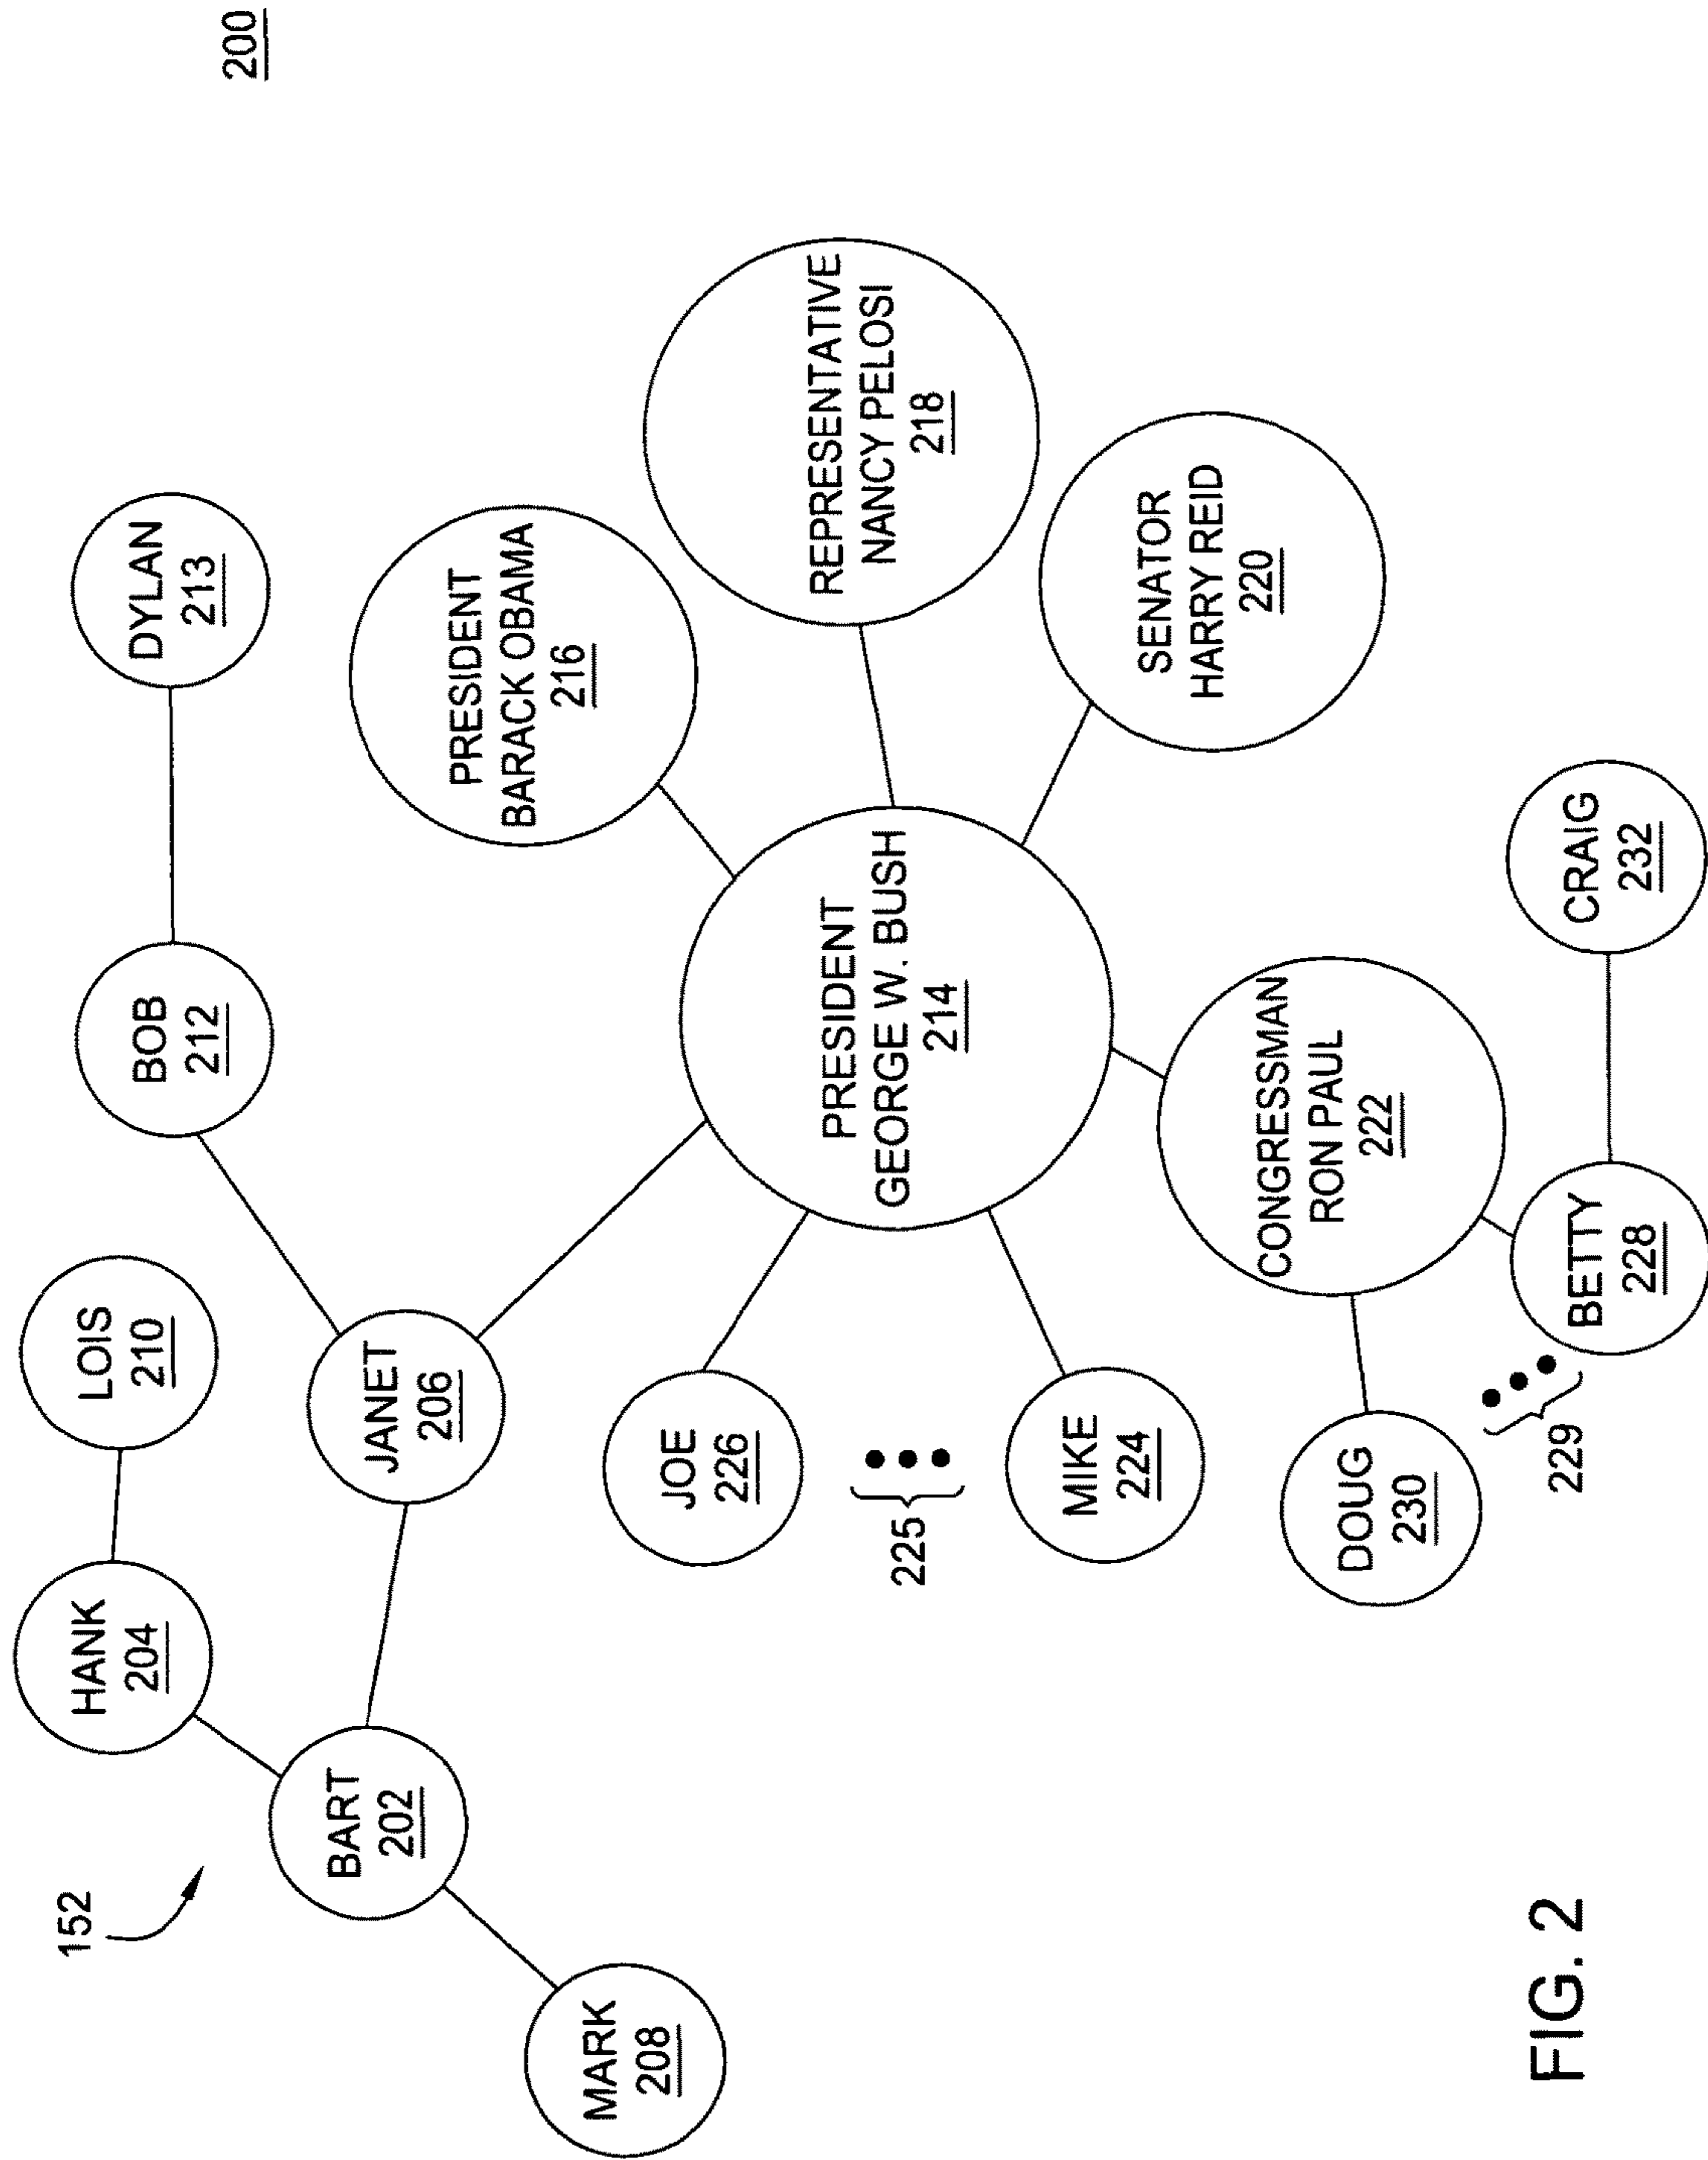 200
152
HANK
204
LOIS
210
BOB
212
DYLAN
213
BART
202
JANET
206
PRESIDENT
BARACK OBAMA
216
MARK
208
JOE
226
225
MIKE
224
PRESIDENT
GEORGE W. BUSH
214
REPRESENTATIVE
NANCY PELOSI
218
SENATOR
HARRY REID
220
CONGRESSMAN
RON PAUL
222
DOUG
230
229
BETTY
228
CRAIG
232
FIG. 2